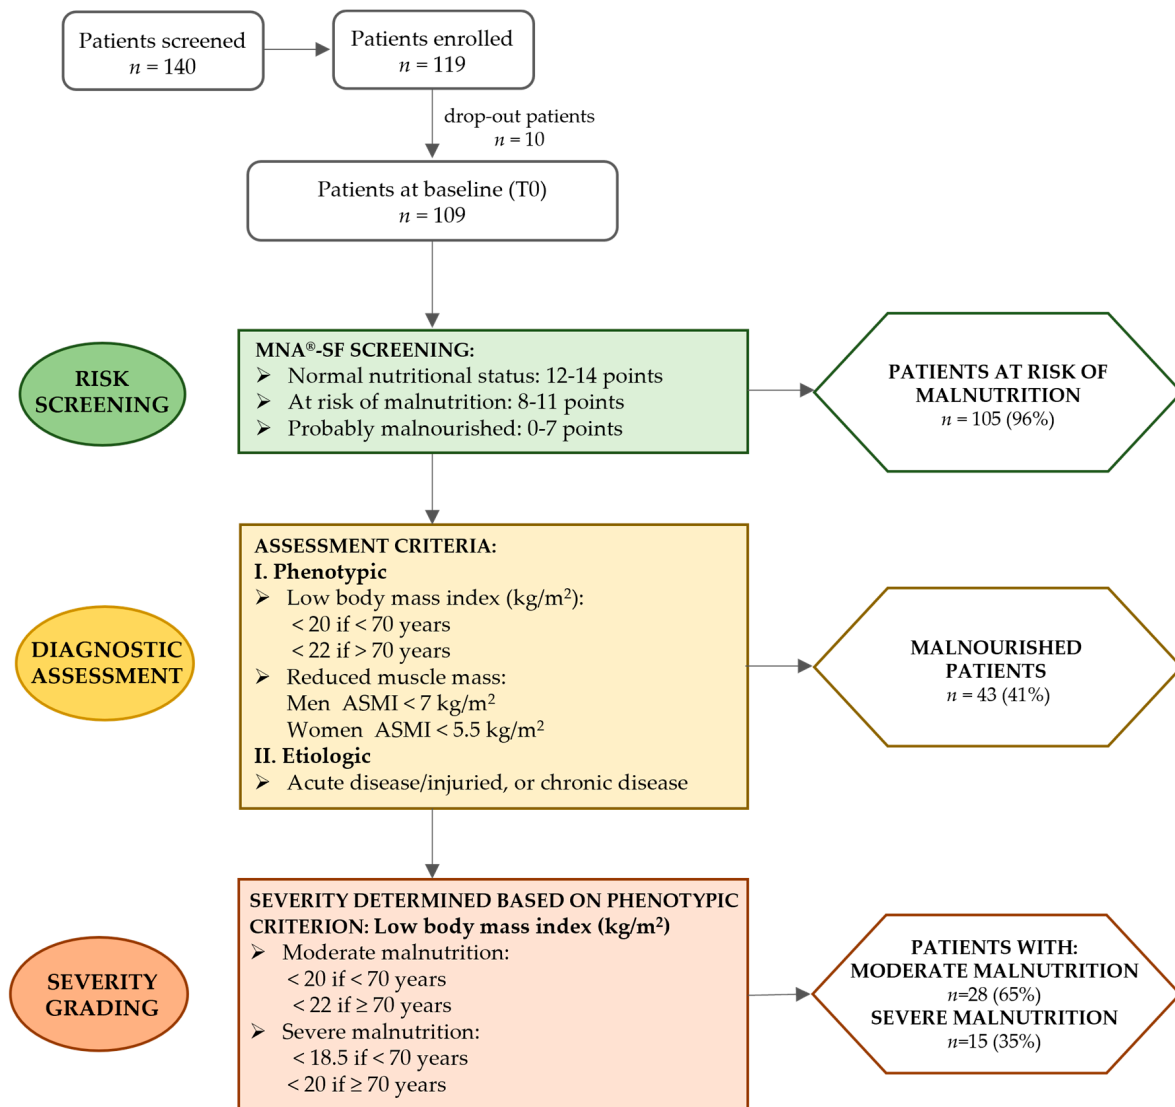 Patients screened
n = 140
Patients enrolled
n = 119
drop-out patients
n = 10
Patients at baseline (T0)
n = 109
RISK
SCREENING
MNA®-SF SCREENING:
➢ Normal nutritional status: 12-14 points
➢ At risk of malnutrition: 8-11 points
➢ Probably malnourished: 0-7 points
PATIENTS AT RISK OF
MALNUTRITION
n = 105 (96%)
DIAGNOSTIC
ASSESSMENT
ASSESSMENT CRITERIA:
I. Phenotypic
➢ Low body mass index (kg/m²):
< 20 if < 70 years
< 22 if > 70 years
➢ Reduced muscle mass:
Men ASMI < 7 kg/m²
Women ASMI < 5.5 kg/m²
II. Etiologic
➢ Acute disease/injuried, or chronic disease
MALNOURISHED
PATIENTS
n = 43 (41%)
SEVERITY
GRADING
SEVERITY DETERMINED BASED ON PHENOTYPIC
CRITERION: Low body mass index (kg/m²)
➢ Moderate malnutrition:
< 20 if < 70 years
< 22 if ≥ 70 years
➢ Severe malnutrition:
< 18.5 if < 70 years
< 20 if ≥ 70 years
PATIENTS WITH:
MODERATE MALNUTRITION
n=28 (65%)
SEVERE MALNUTRITION
n=15 (35%)